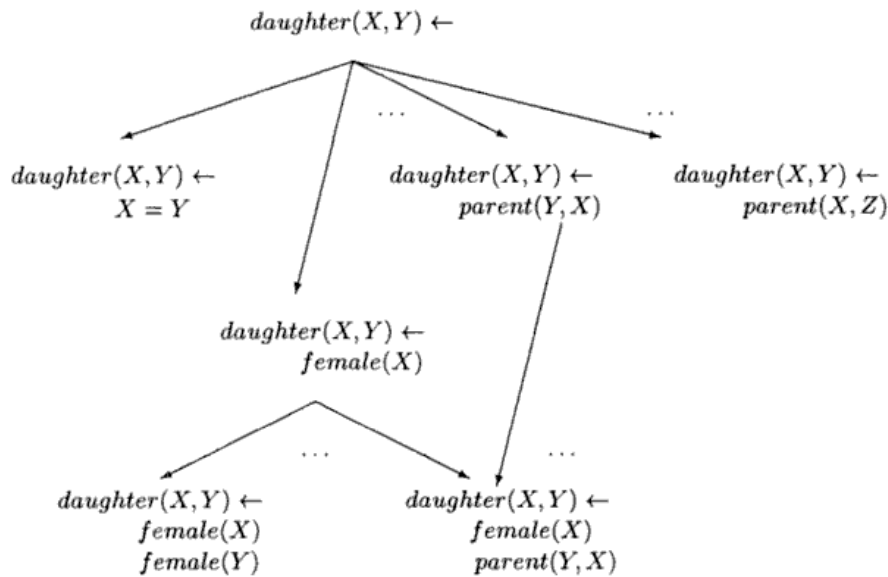 daughter(X,Y) ←
... ...
daughter(X,Y) ←
X = Y
daughter(X,Y) ←
parent(Y,X)
daughter(X,Y) ←
parent(X,Z)
daughter(X,Y) ←
female(X)
... ...
daughter(X,Y) ←
female(X)
female(Y)
daughter(X,Y) ←
female(X)
parent(Y,X)